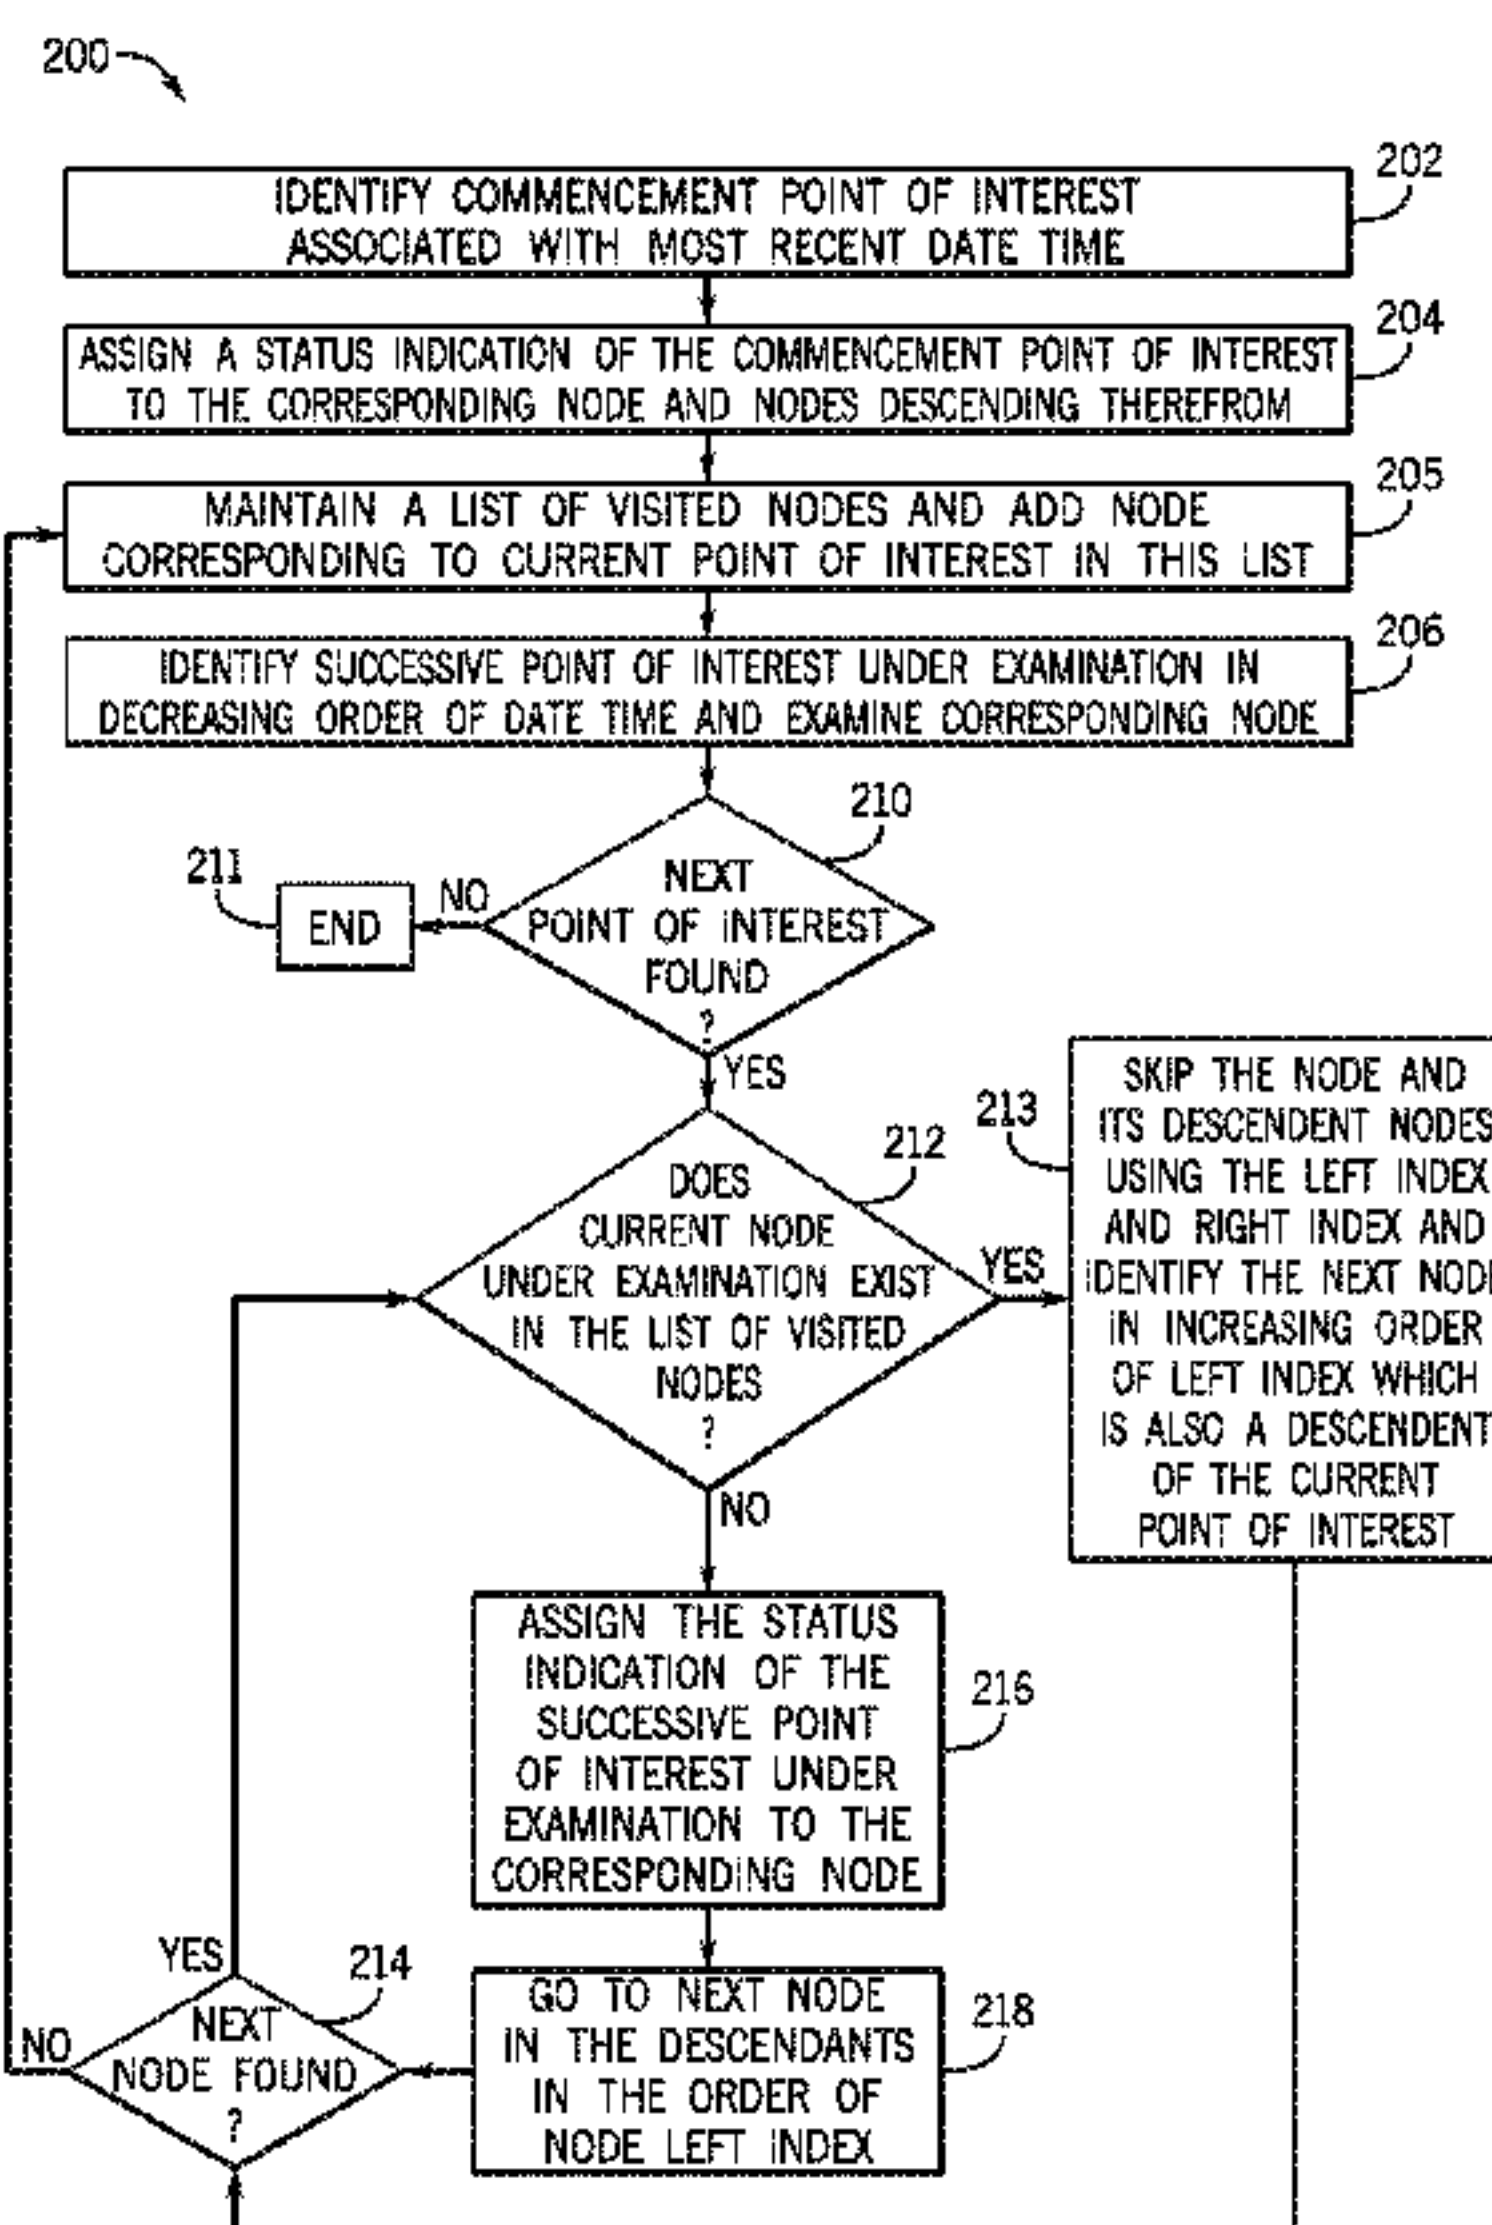 200
202
IDENTIFY COMMENCEMENT POINT OF INTEREST
ASSOCIATED WITH MOST RECENT DATE TIME
204
ASSIGN A STATUS INDICATION OF THE COMMENCEMENT POINT OF INTEREST
TO THE CORRESPONDING NODE AND NODES DESCENDING THEREFROM
205
MAINTAIN A LIST OF VISITED NODES AND ADD NODE
CORRESPONDING TO CURRENT POINT OF INTEREST IN THIS LIST
206
IDENTIFY SUCCESSIVE POINT OF INTEREST UNDER EXAMINATION IN
DECREASING ORDER OF DATE TIME AND EXAMINE CORRESPONDING NODE
210
NEXT
POINT OF INTEREST
FOUND
?
NO
211
END
YES
212
DOES
CURRENT NODE
UNDER EXAMINATION EXIST
IN THE LIST OF VISITED
NODES
?
YES
213
SKIP THE NODE AND
ITS DESCENDENT NODES
USING THE LEFT INDEX
AND RIGHT INDEX AND
IDENTIFY THE NEXT NODE
IN INCREASING ORDER
OF LEFT INDEX WHICH
IS ALSO A DESCENDENT
OF THE CURRENT
POINT OF INTEREST
NO
216
ASSIGN THE STATUS
INDICATION OF THE
SUCCESSIVE POINT
OF INTEREST UNDER
EXAMINATION TO THE
CORRESPONDING NODE
218
GO TO NEXT NODE
IN THE DESCENDANTS
IN THE ORDER OF
NODE LEFT INDEX
214
YES
NEXT
NODE FOUND
?
NO